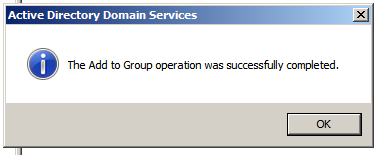 Active Directory Domain Services
The Add to Group operation was successfully completed.
OK